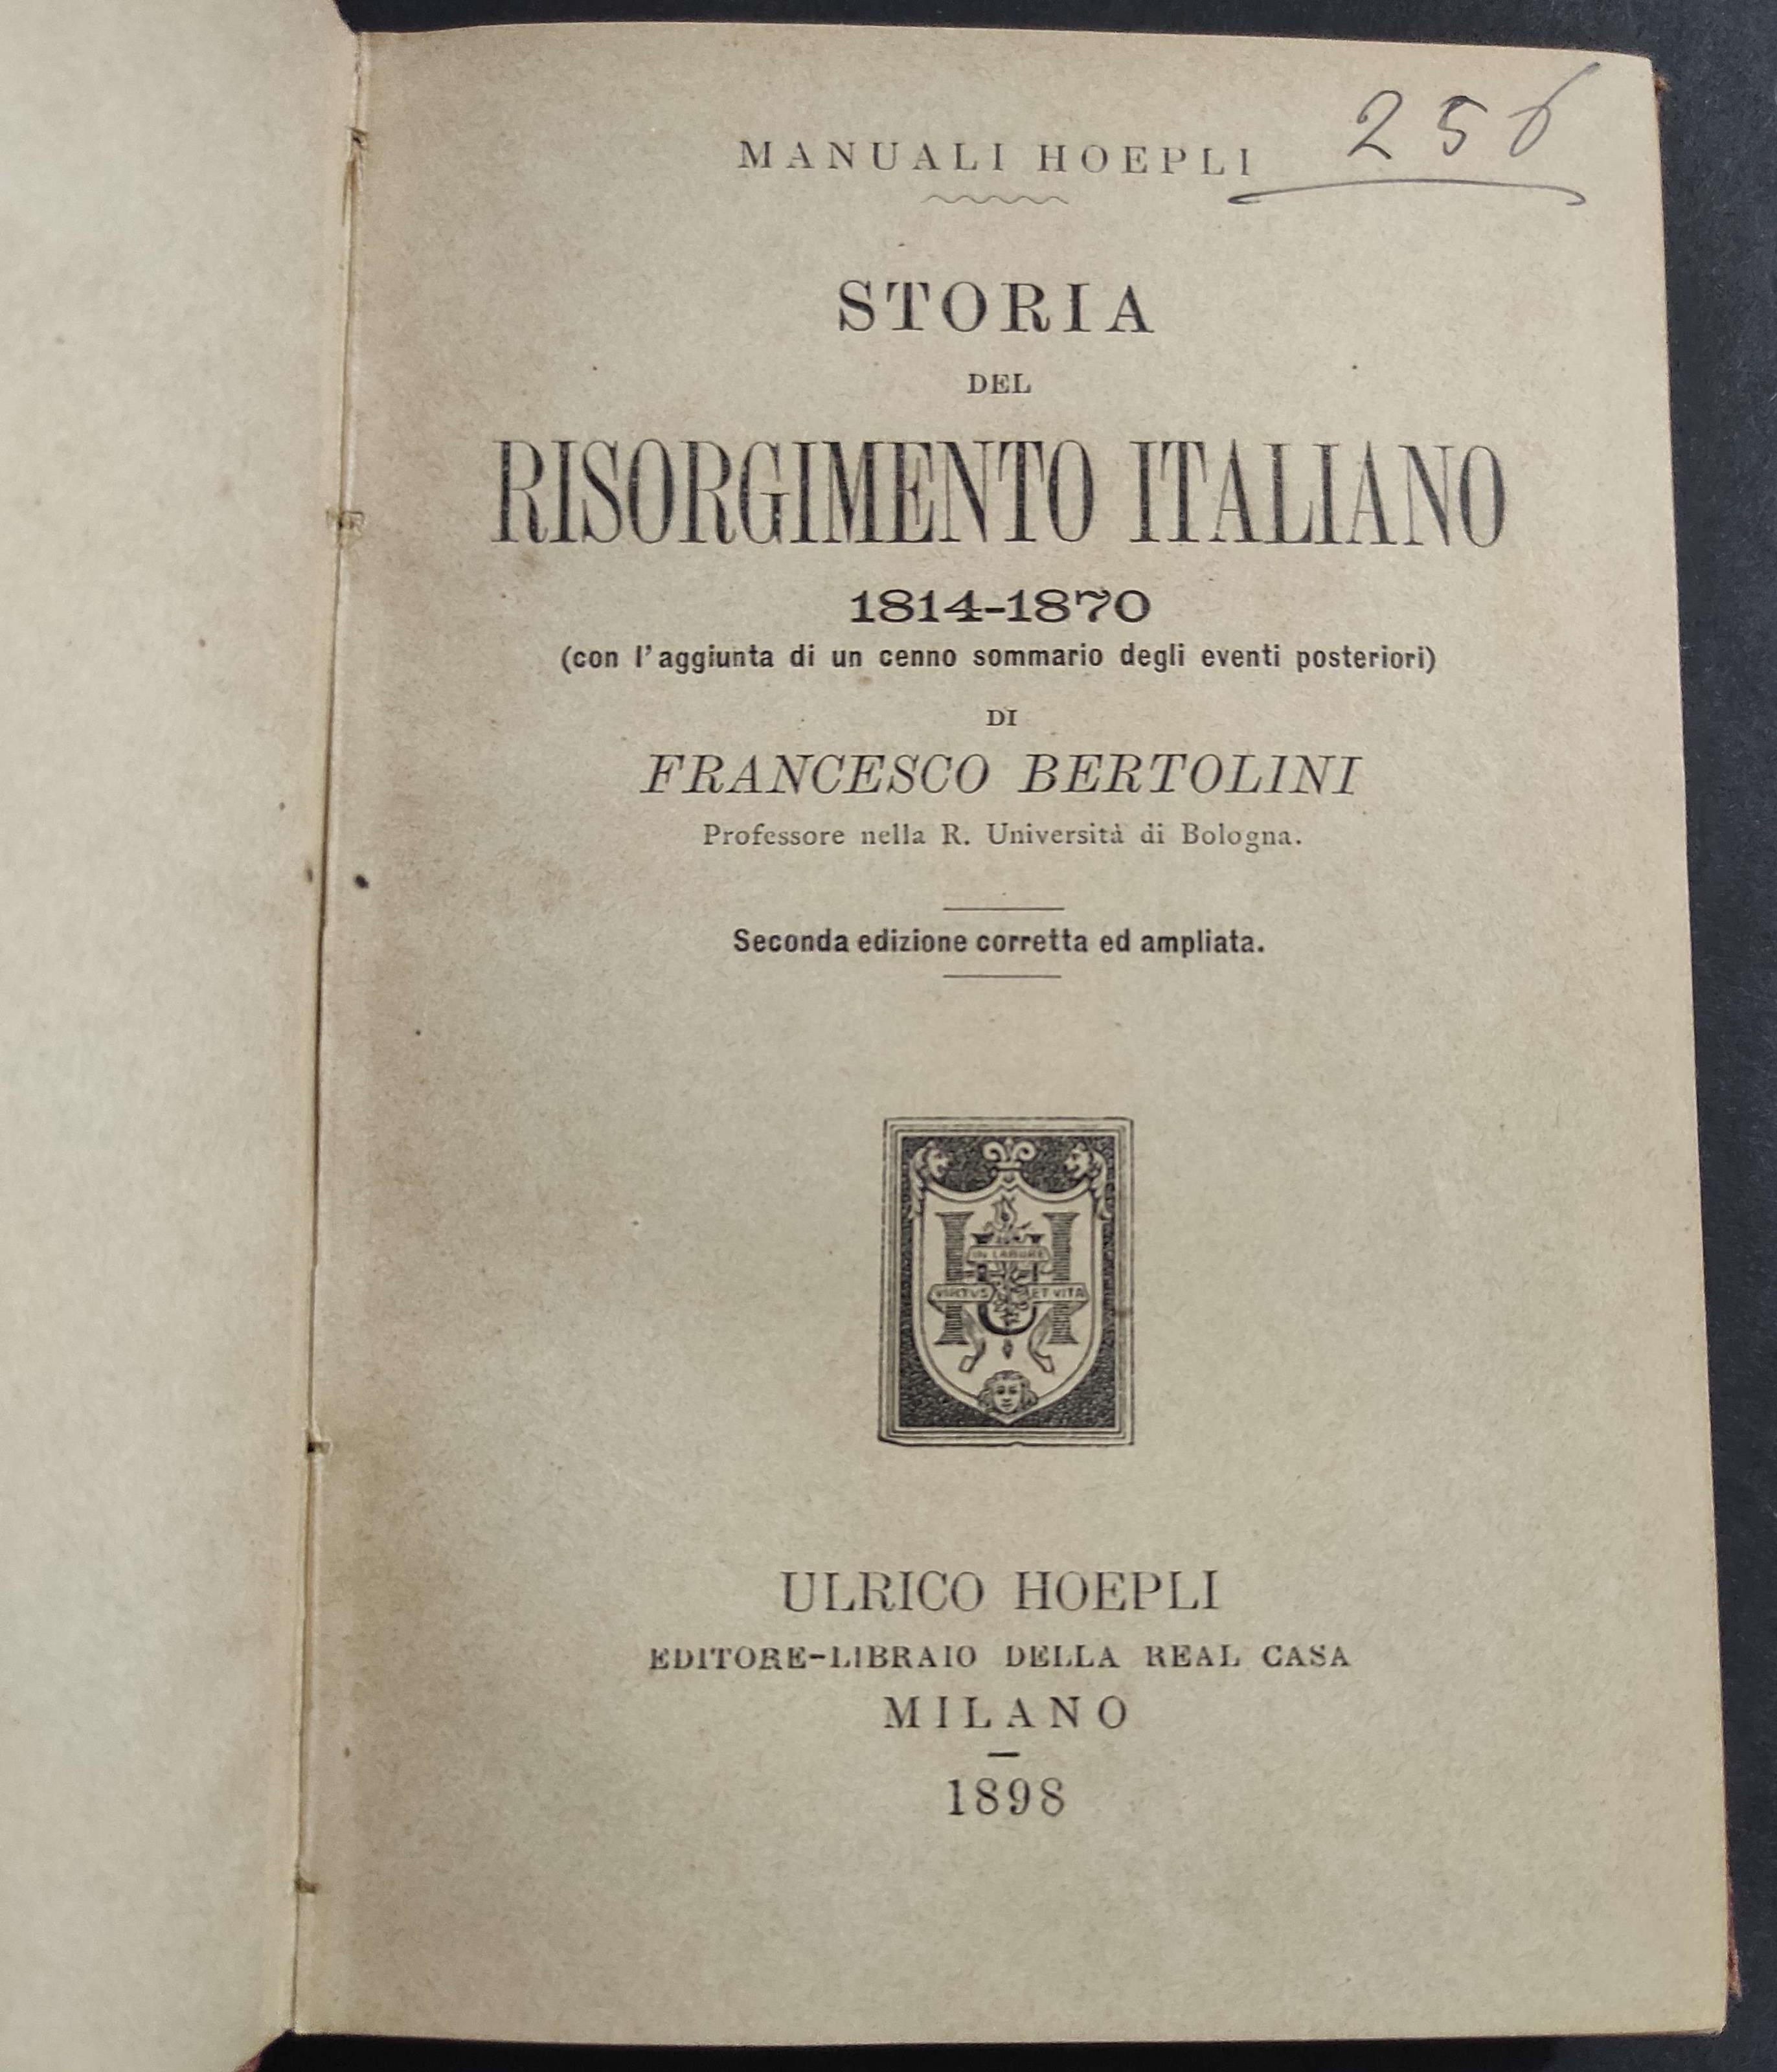 256
MANUALI HOEPLI
STORIA
DEL
RISORGIMENTO ITALIANO
1814-1870
(con l'aggiunta di un cenno sommario degli eventi posteriori)
DI
FRANCESCO BERTOLINI
Professore nella R. Università di Bologna.
Seconda edizione corretta ed ampliata.
IN LABORE
VIRTVS ET VITA
ULRICO HOEPLI
EDITORE-LIBRAIO DELLA REAL CASA
MILANO
1898